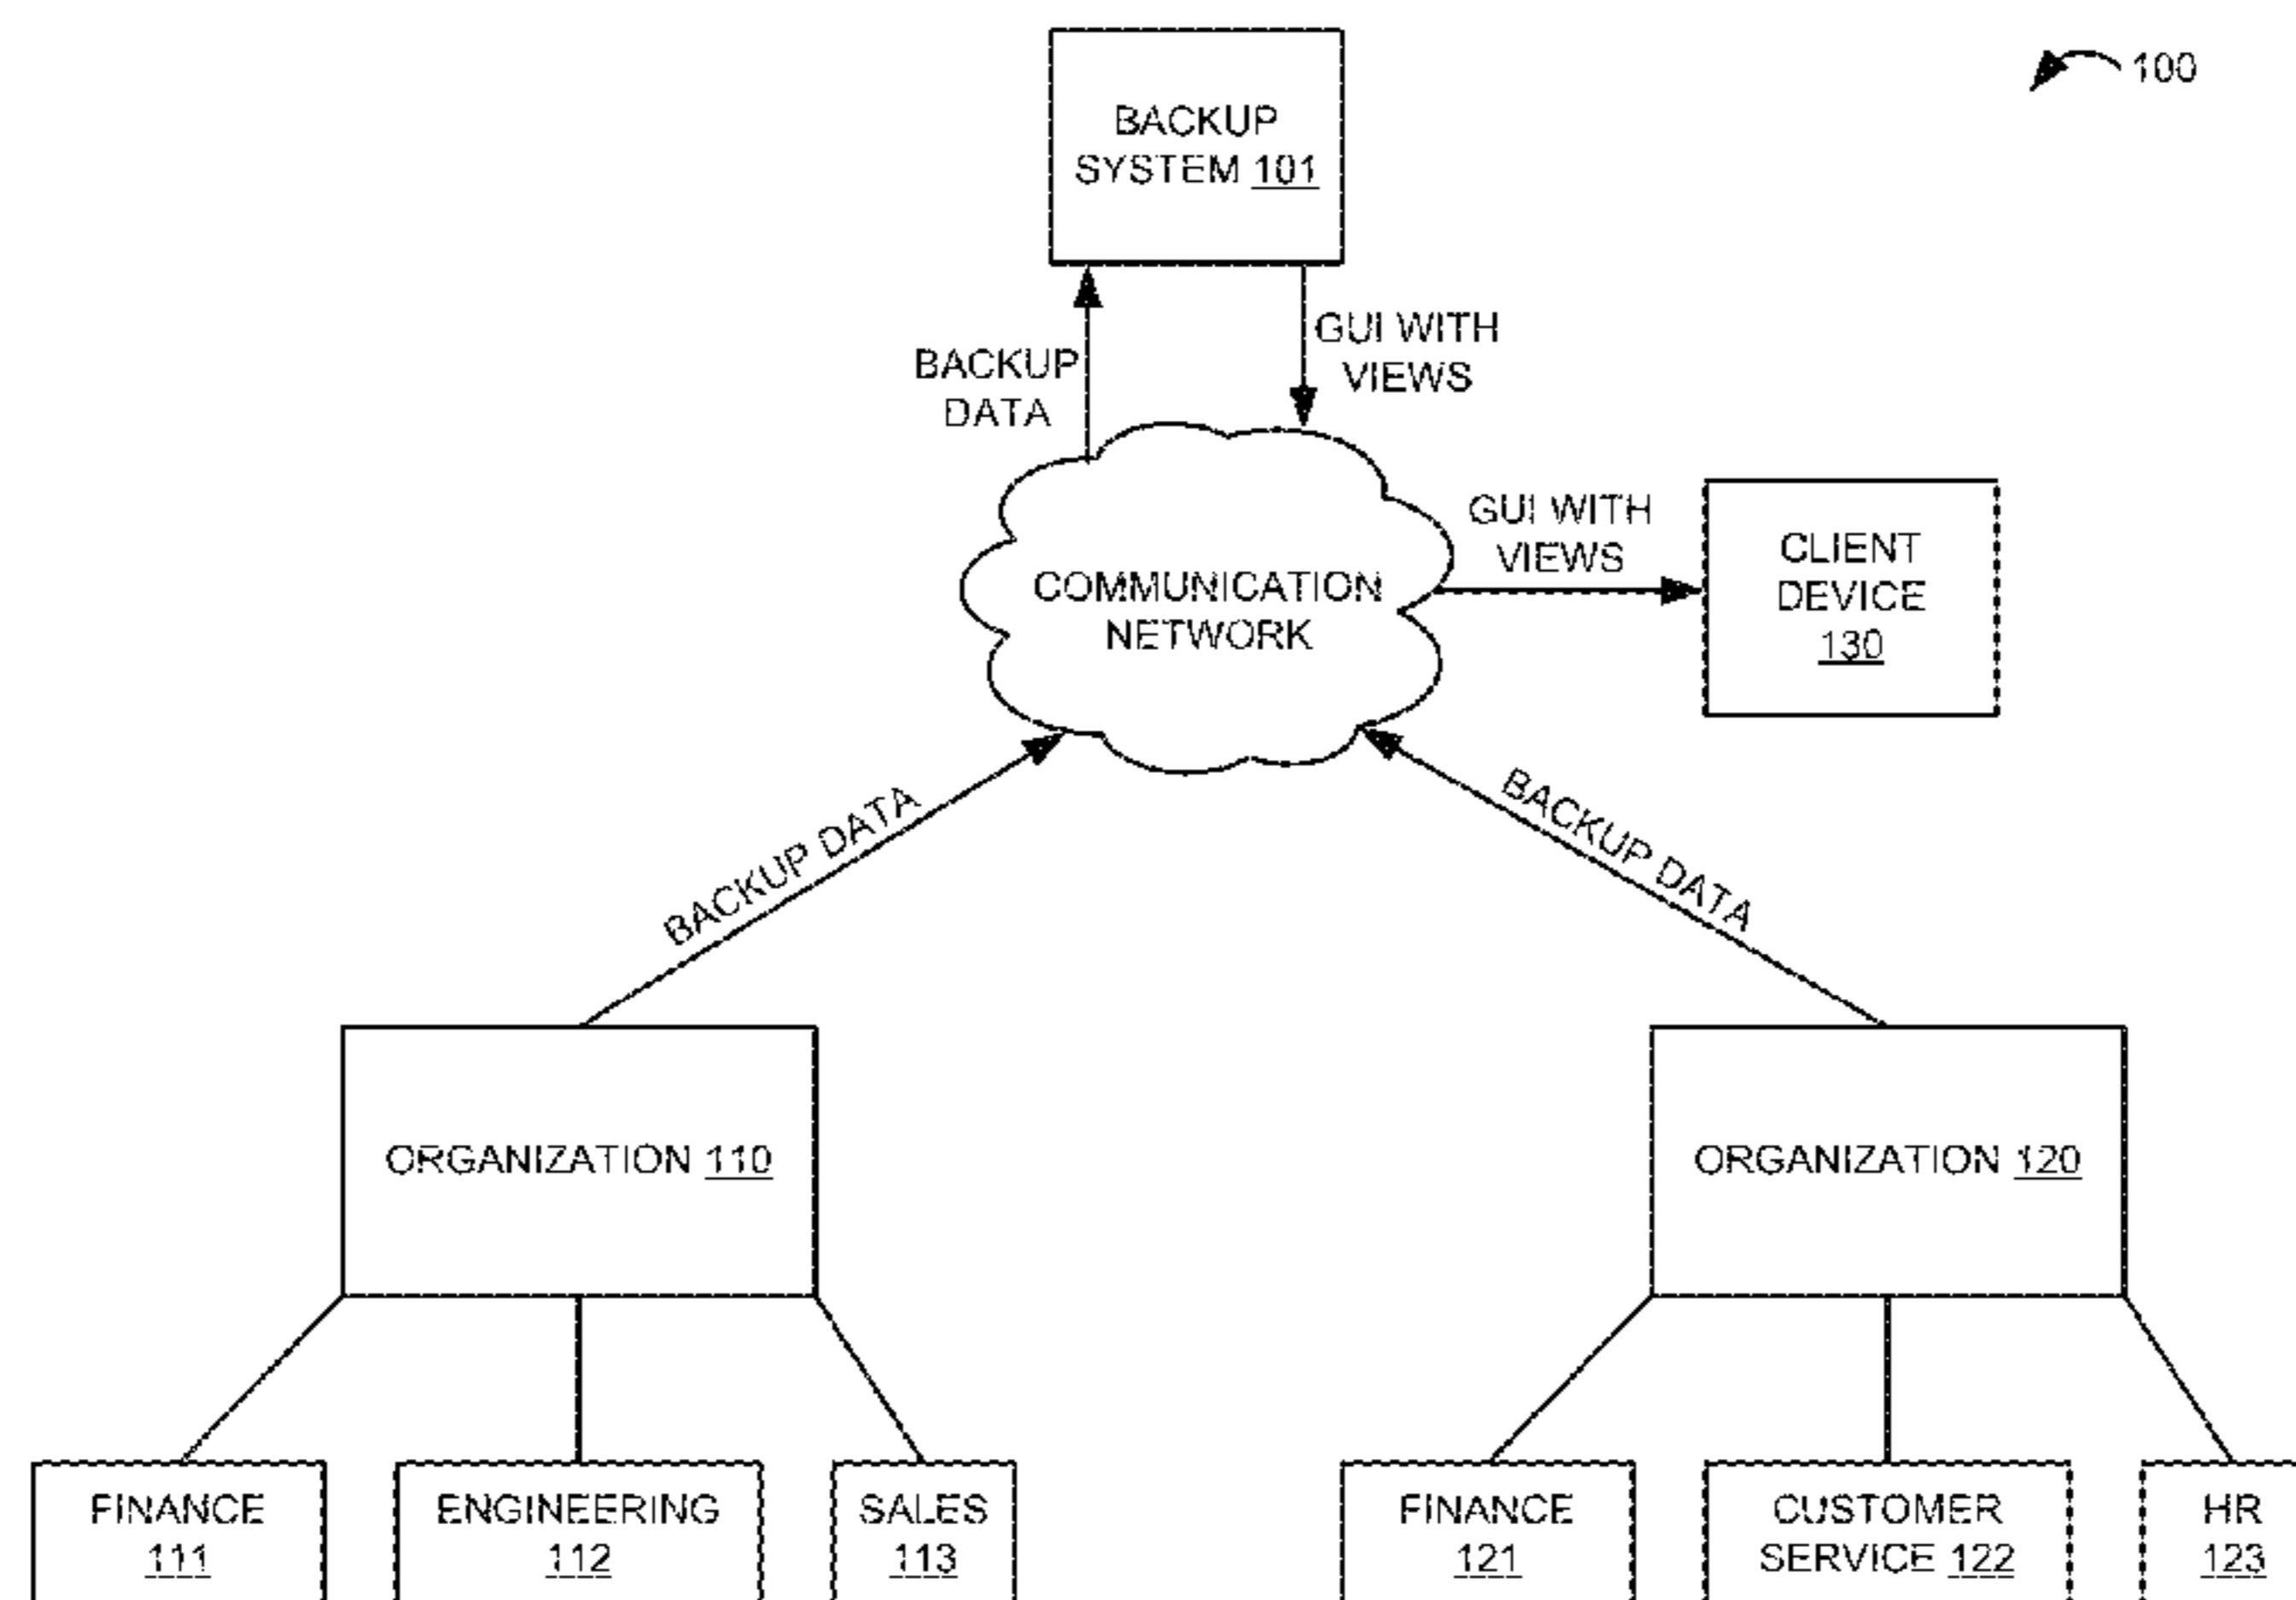 100
BACKUP
SYSTEM 101
BACKUP
DATA
GUI WITH
VIEWS
GUI WITH
VIEWS
CLIENT
DEVICE
130
COMMUNICATION
NETWORK
BACKUP DATA
BACKUP DATA
ORGANIZATION 110
ORGANIZATION 120
FINANCE
111
ENGINEERING
112
SALES
113
FINANCE
121
CUSTOMER
SERVICE 122
HR
123